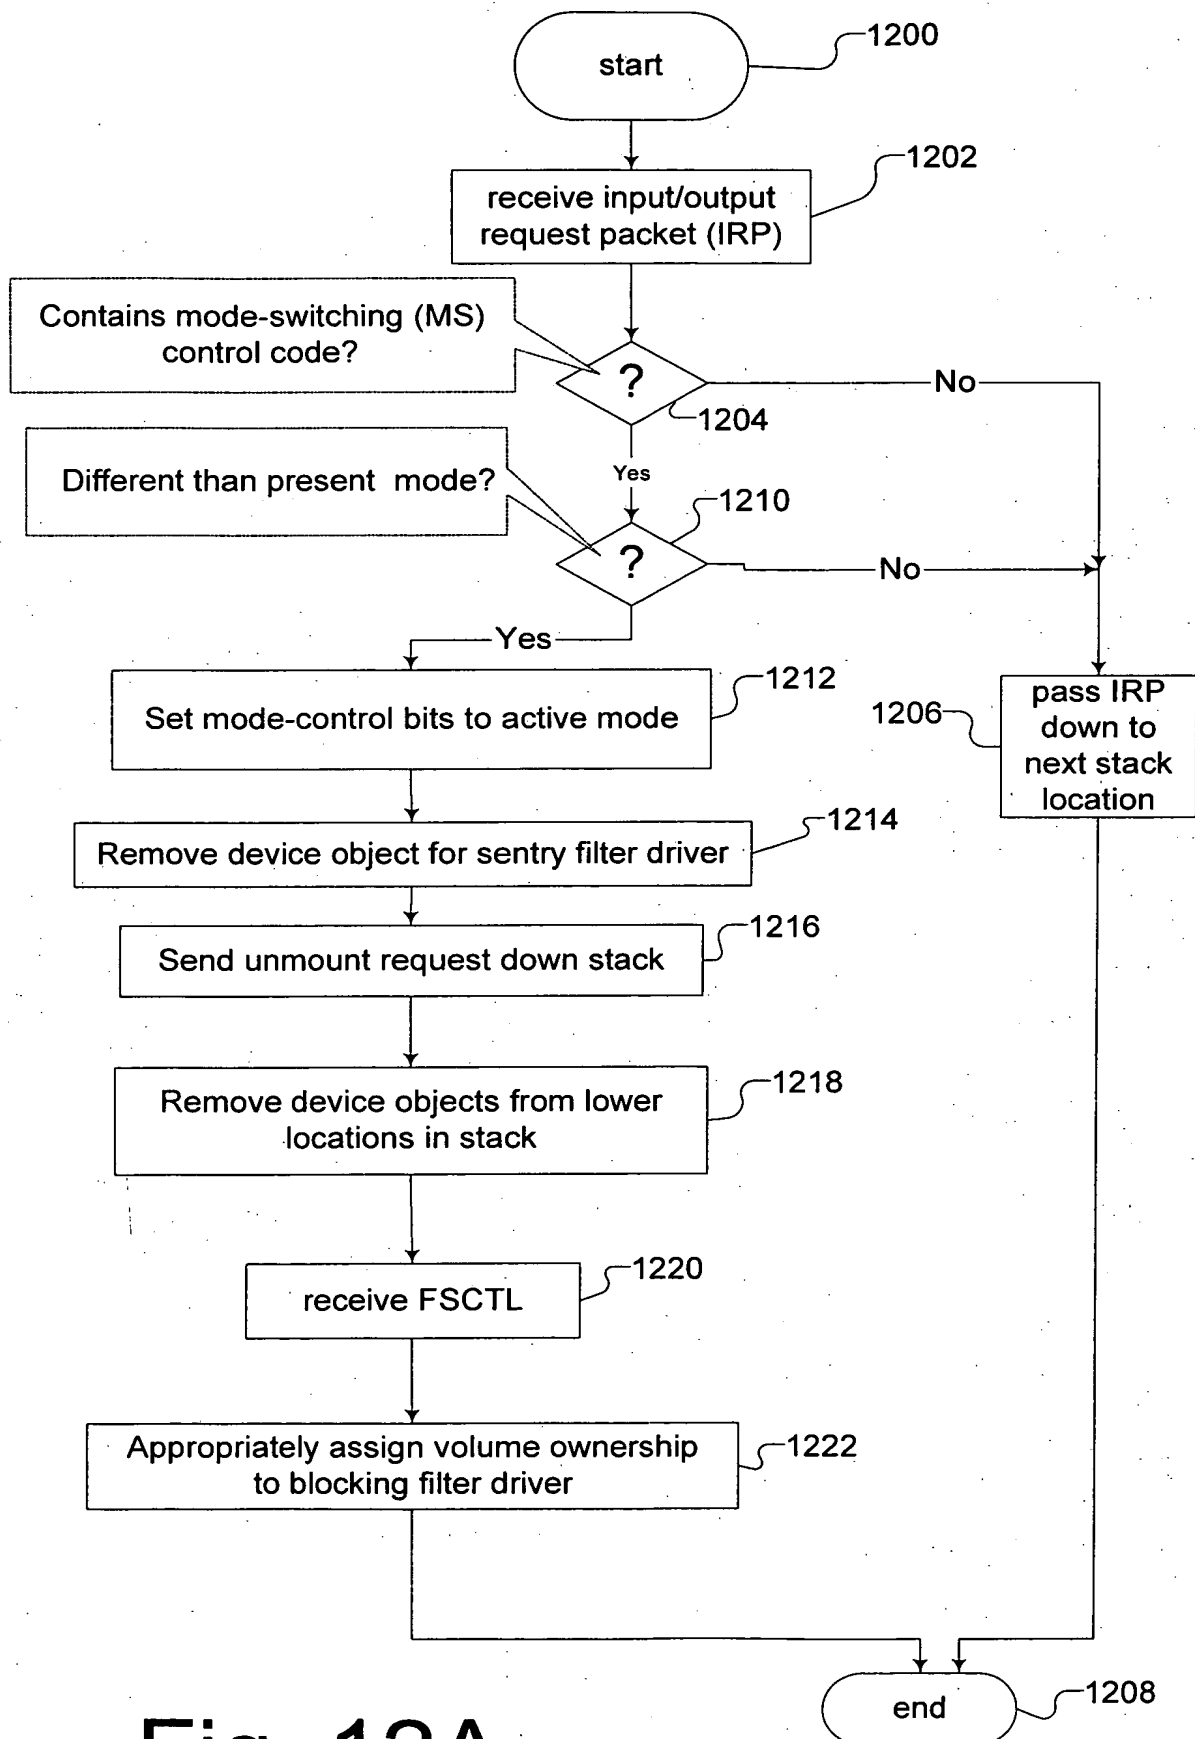 start
1200
receive input/output
request packet (IRP)
1202
Contains mode-switching (MS)
control code?
?
No
1204
Yes
Different than present mode?
1210
?
No
Yes
Set mode-control bits to active mode
1212
pass IRP
down to
next stack
location
1206
Remove device object for sentry filter driver
1214
Send unmount request down stack
1216
Remove device objects from lower
locations in stack
1218
receive FSCTL
1220
Appropriately assign volume ownership
to blocking filter driver
1222
end
1208
Fig. 12A